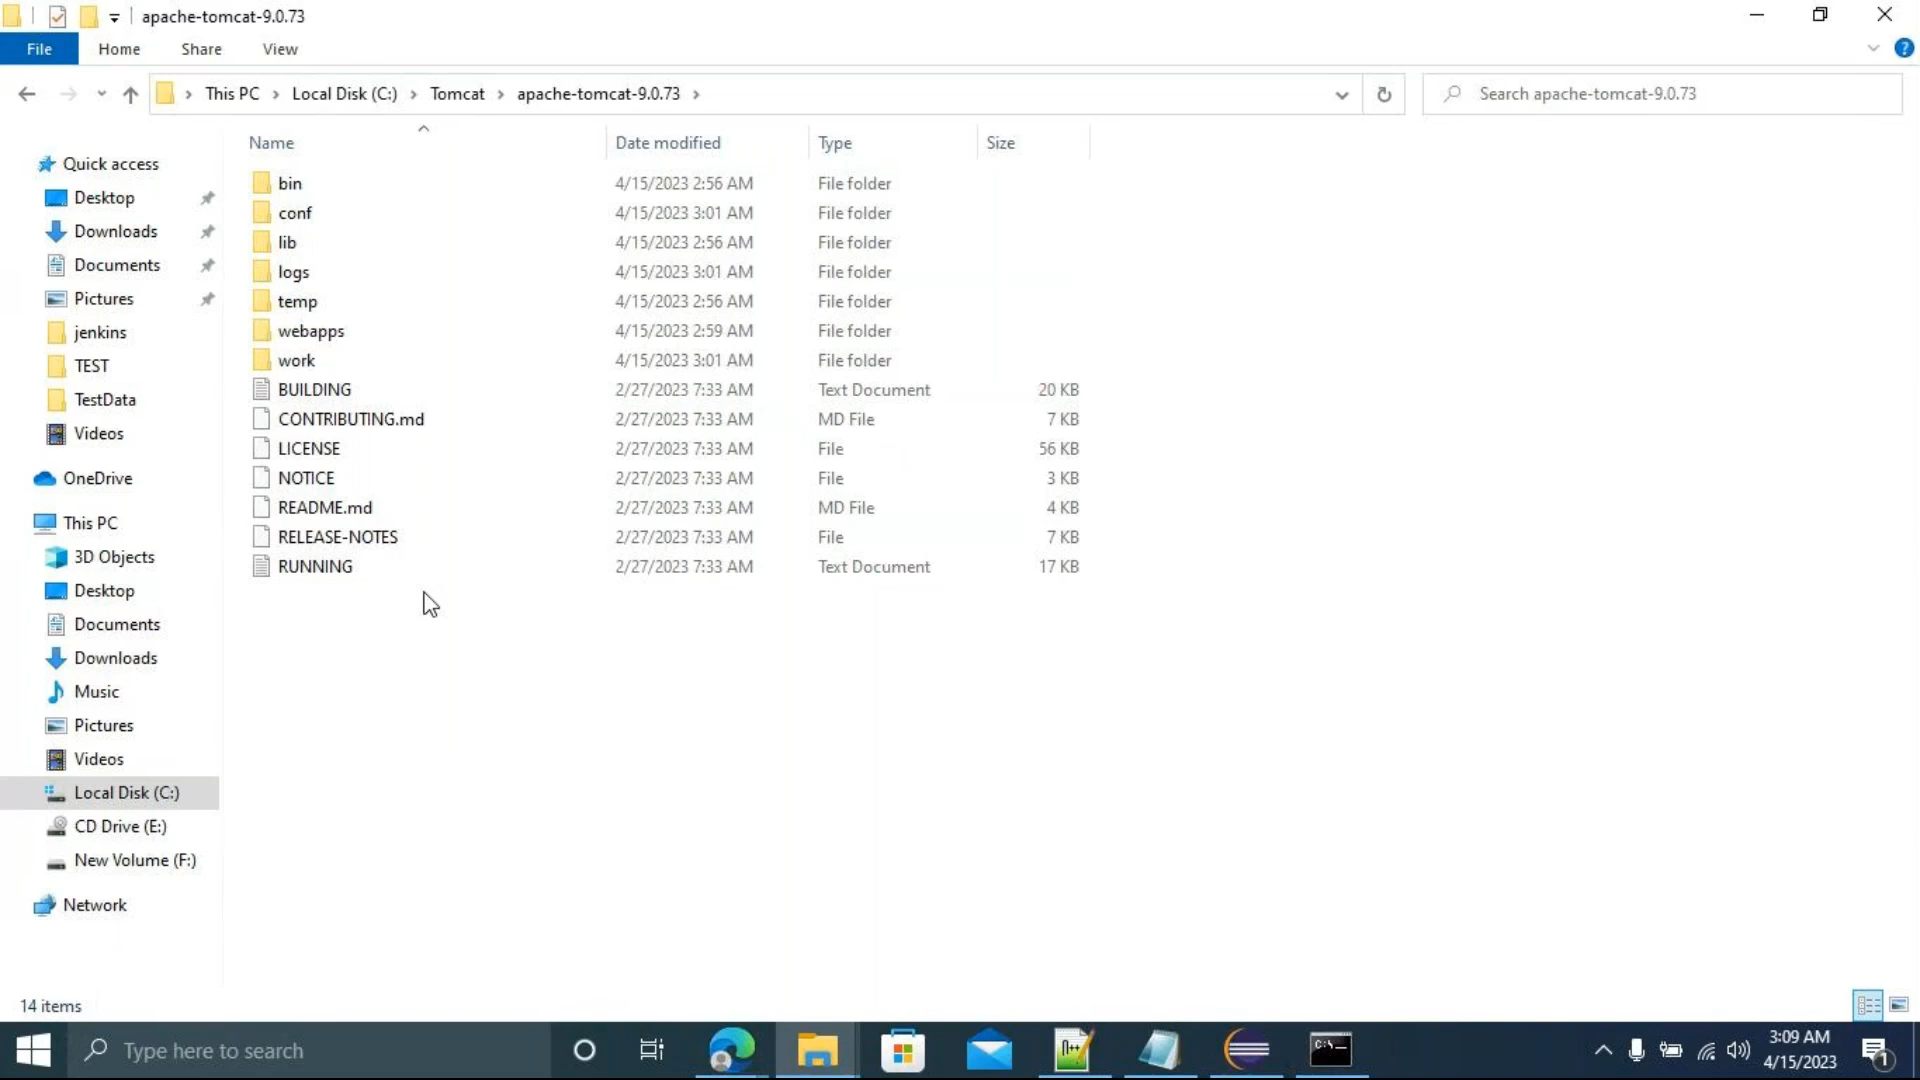 apache-tomcat-9.0.73
File Home Share View
This PC Local Disk (C:) Tomcat apache-tomcat-9.0.73
Search apache-tomcat-9.0.73
Name Date modified Type Size
Quick access
Desktop
Downloads
Documents
Pictures
jenkins
TEST
TestData
Videos
OneDrive
This PC
3D Objects
Desktop
Documents
Downloads
Music
Pictures
Videos
Local Disk (C:)
CD Drive (E:)
New Volume (F:)
Network
bin 4/15/2023 2:56 AM File folder
conf 4/15/2023 3:01 AM File folder
lib 4/15/2023 2:56 AM File folder
logs 4/15/2023 3:01 AM File folder
temp 4/15/2023 2:56 AM File folder
webapps 4/15/2023 2:59 AM File folder
work 4/15/2023 3:01 AM File folder
BUILDING 2/27/2023 7:33 AM Text Document 20 KB
CONTRIBUTING.md 2/27/2023 7:33 AM MD File 7 KB
LICENSE 2/27/2023 7:33 AM File 56 KB
NOTICE 2/27/2023 7:33 AM File 3 KB
README.md 2/27/2023 7:33 AM MD File 4 KB
RELEASE-NOTES 2/27/2023 7:33 AM File 7 KB
RUNNING 2/27/2023 7:33 AM Text Document 17 KB
14 items
Type here to search
3:09 AM
4/15/2023
1